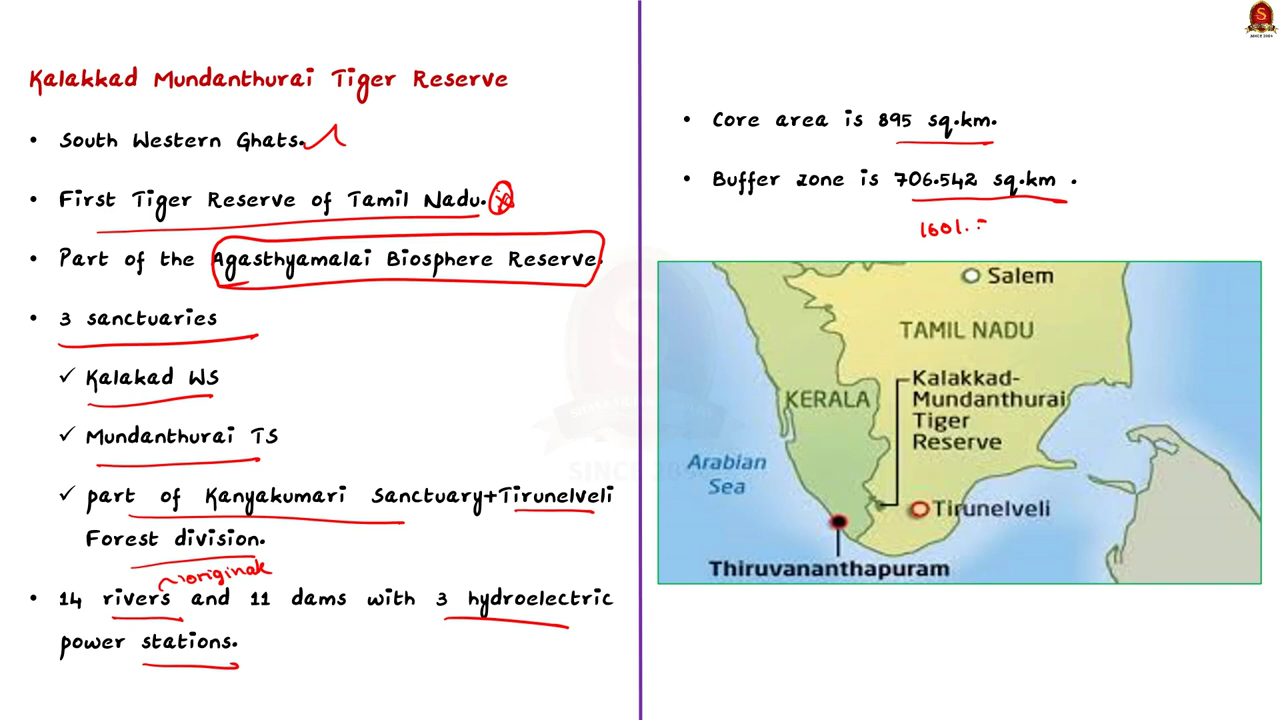 Kalakkad Mundanthurai Tiger Reserve
• South Western Ghats.
• First Tiger Reserve of Tamil Nadu.
• Part of the Agasthyamalai Biosphere Reserve.
• 3 sanctuaries
✓ Kalakad WS
✓ Mundanthurai TS
✓ part of Kanyakumari Sanctuary+Tirunelveli
Forest division.
originate
• 14 rivers and 11 dams with 3 hydroelectric
power stations.
• Core area is 895 sq.km.
• Buffer zone is 706.542 sq.km .
1601.
Salem
TAMIL NADU
Kalakkad-
Mundanthurai
Tiger
Reserve
KERALA
Arabian
Sea
Tirunelveli
Thiruvananthapuram
S
SINCE 2004